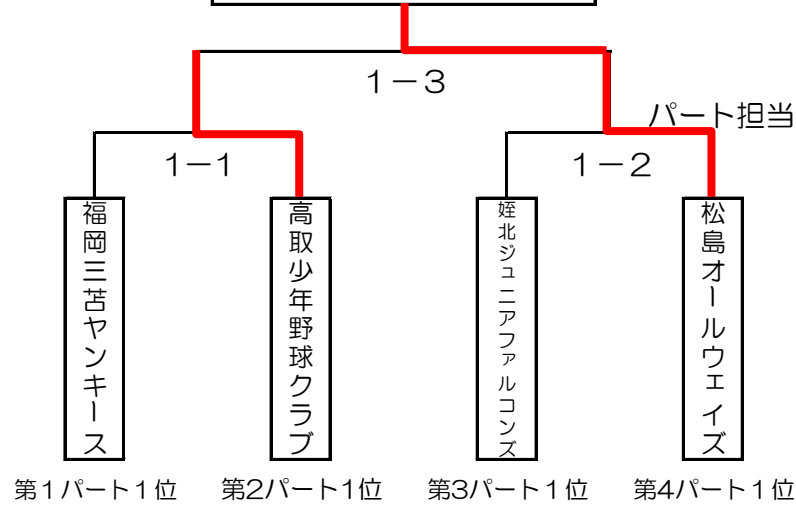 1－3
パート担当
1－1
1－2
福岡三苫ヤンキース
高取少年野球クラブ
姪北ジュニアファルコンズ
松島オールウェイズ
第１パート１位
第2パート1位
第3パート１位
第4パート１位